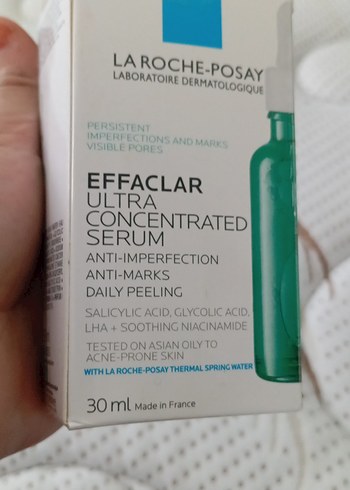 LA ROCHE-POSAY
LABORATOIRE DERMATOLOGIQUE
PERSISTENT
IMPERFECTIONS AND MARKS
VISIBLE PORES
EFFACLAR
ULTRA
CONCENTRATED
SERUM
ANTI-IMPERFECTION
ANTI-MARKS
DAILY PEELING
SALICYLIC ACID, GLYCOLIC ACID,
LHA + SOOTHING NIACINAMIDE
TESTED ON ASIAN OILY TO
ACNE-PRONE SKIN
WITH LA ROCHE-POSAY THERMAL SPRING WATER
30 ml Made in France